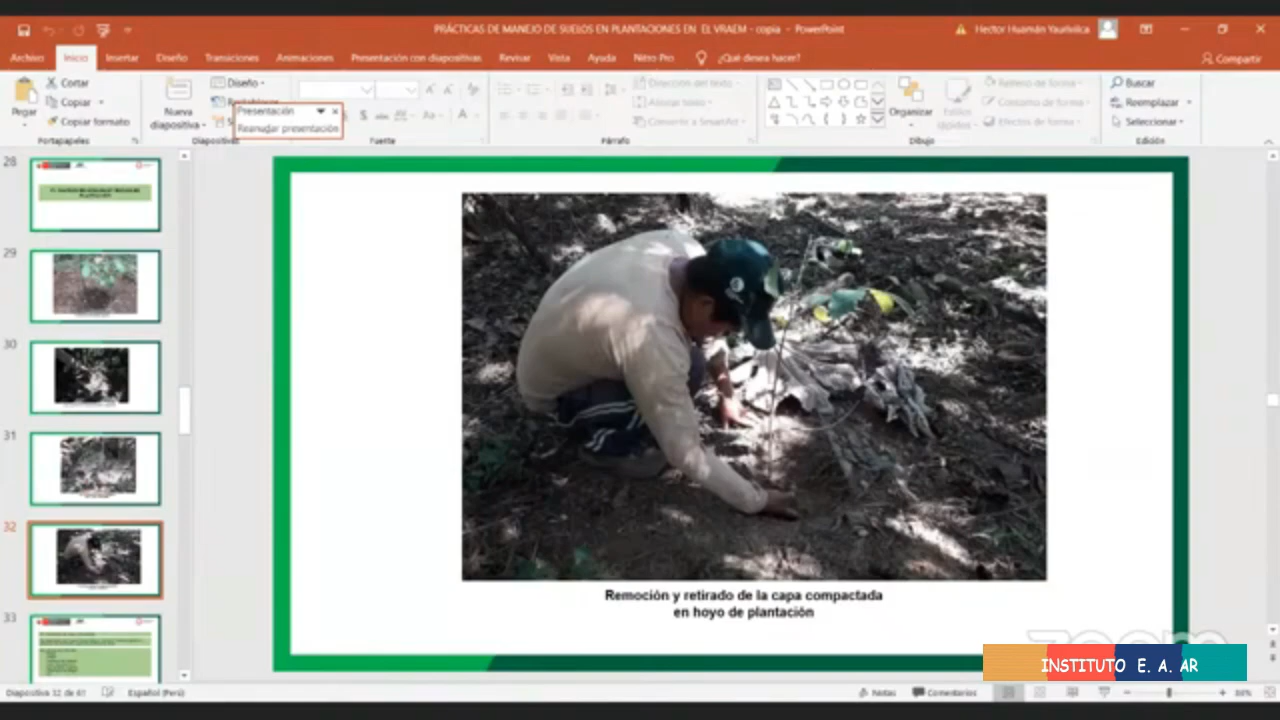 PRÁCTICAS DE MANEJO DE SUELOS EN PLANTACIONES EN EL VRAEM - copia - PowerPoint
Hector Huamán Yaurivilca
Archivo Inicio Insertar Diseño Transiciones Animaciones Presentación con diapositivas Revisar Vista Ayuda Nitro Pro ¿Qué desea hacer? Compartir
Pegar
Cortar
Copiar
Copiar formato
Portapapeles
Nueva
diapositiva
Diseño
Restablecer
Diapositivas
Presentación
Reanudar presentación
Fuente
Dirección del texto
Alinear texto
Convertir a SmartArt
Párrafo
Organizar
Estilos
rápidos
Relleno de forma
Contorno de forma
Efectos de forma
Dibujo
Buscar
Reemplazar
Seleccionar
Edición
28
29
30
31
32
33
Remoción y retirado de la capa compactada
en hoyo de plantación
zoom
INSTITUTO E. A. AR
Diapositiva 32 de 61 Español (Perú) Notas Comentarios